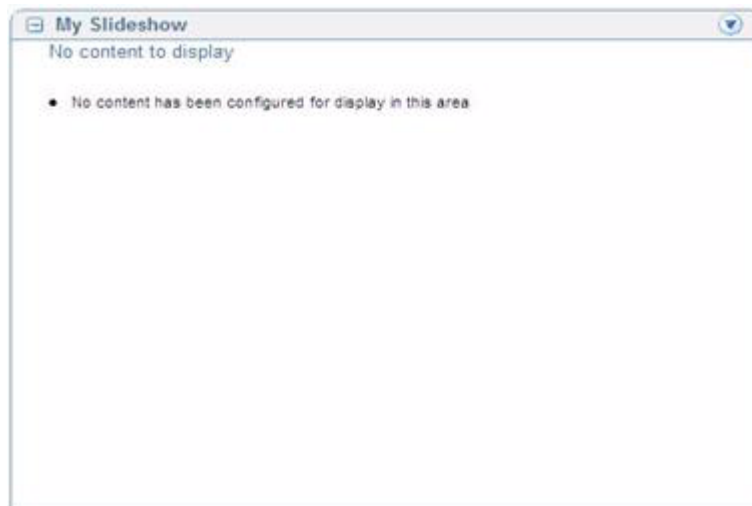 My Slideshow
No content to display
No content has been configured for display in this area